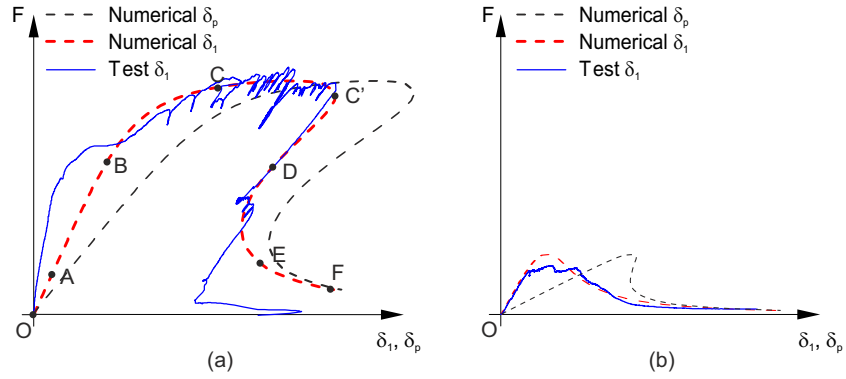 F
Numerical δp
Numerical δ1
Test δ1
C
C'
B
D
A
E
F
O
δ1, δp
(a)
F
Numerical δp
Numerical δ1
Test δ1
O
δ1, δp
(b)